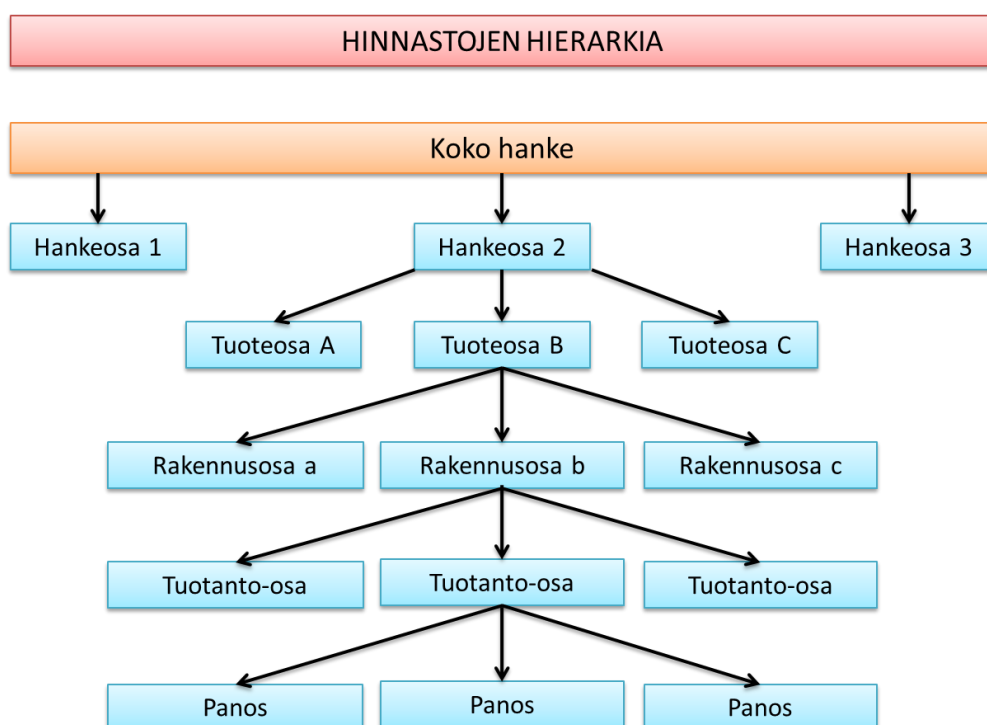 HINNASTOJEN HIERARKIA
Koko hanke
Hankeosa 1
Hankeosa 2
Hankeosa 3
Tuoteosa A
Tuoteosa B
Tuoteosa C
Rakennusosa a
Rakennusosa b
Rakennusosa c
Tuotanto-osa
Tuotanto-osa
Tuotanto-osa
Panos
Panos
Panos